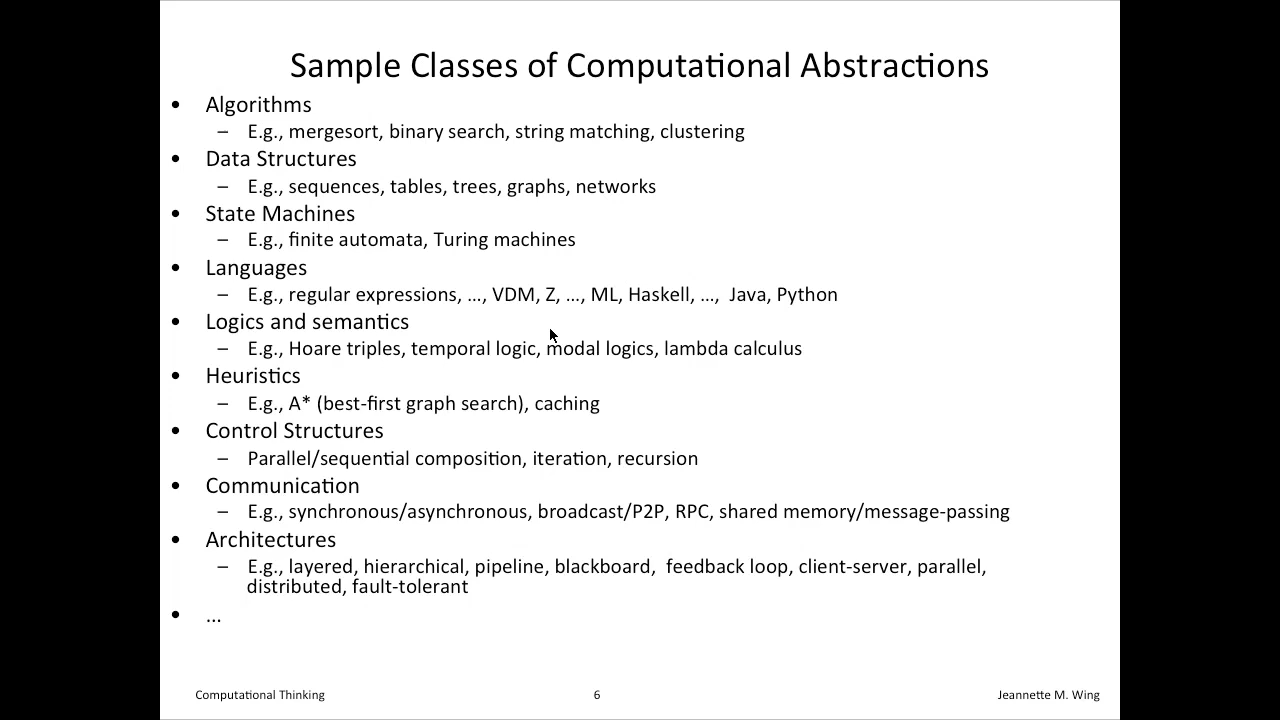 Sample Classes of Computational Abstractions
• Algorithms
– E.g., mergesort, binary search, string matching, clustering
• Data Structures
– E.g., sequences, tables, trees, graphs, networks
• State Machines
– E.g., finite automata, Turing machines
• Languages
– E.g., regular expressions, …, VDM, Z, …, ML, Haskell, …, Java, Python
• Logics and semantics
– E.g., Hoare triples, temporal logic, modal logics, lambda calculus
• Heuristics
– E.g., A* (best-first graph search), caching
• Control Structures
– Parallel/sequential composition, iteration, recursion
• Communication
– E.g., synchronous/asynchronous, broadcast/P2P, RPC, shared memory/message-passing
• Architectures
– E.g., layered, hierarchical, pipeline, blackboard, feedback loop, client-server, parallel,
distributed, fault-tolerant
• …
Computational Thinking 6 Jeannette M. Wing